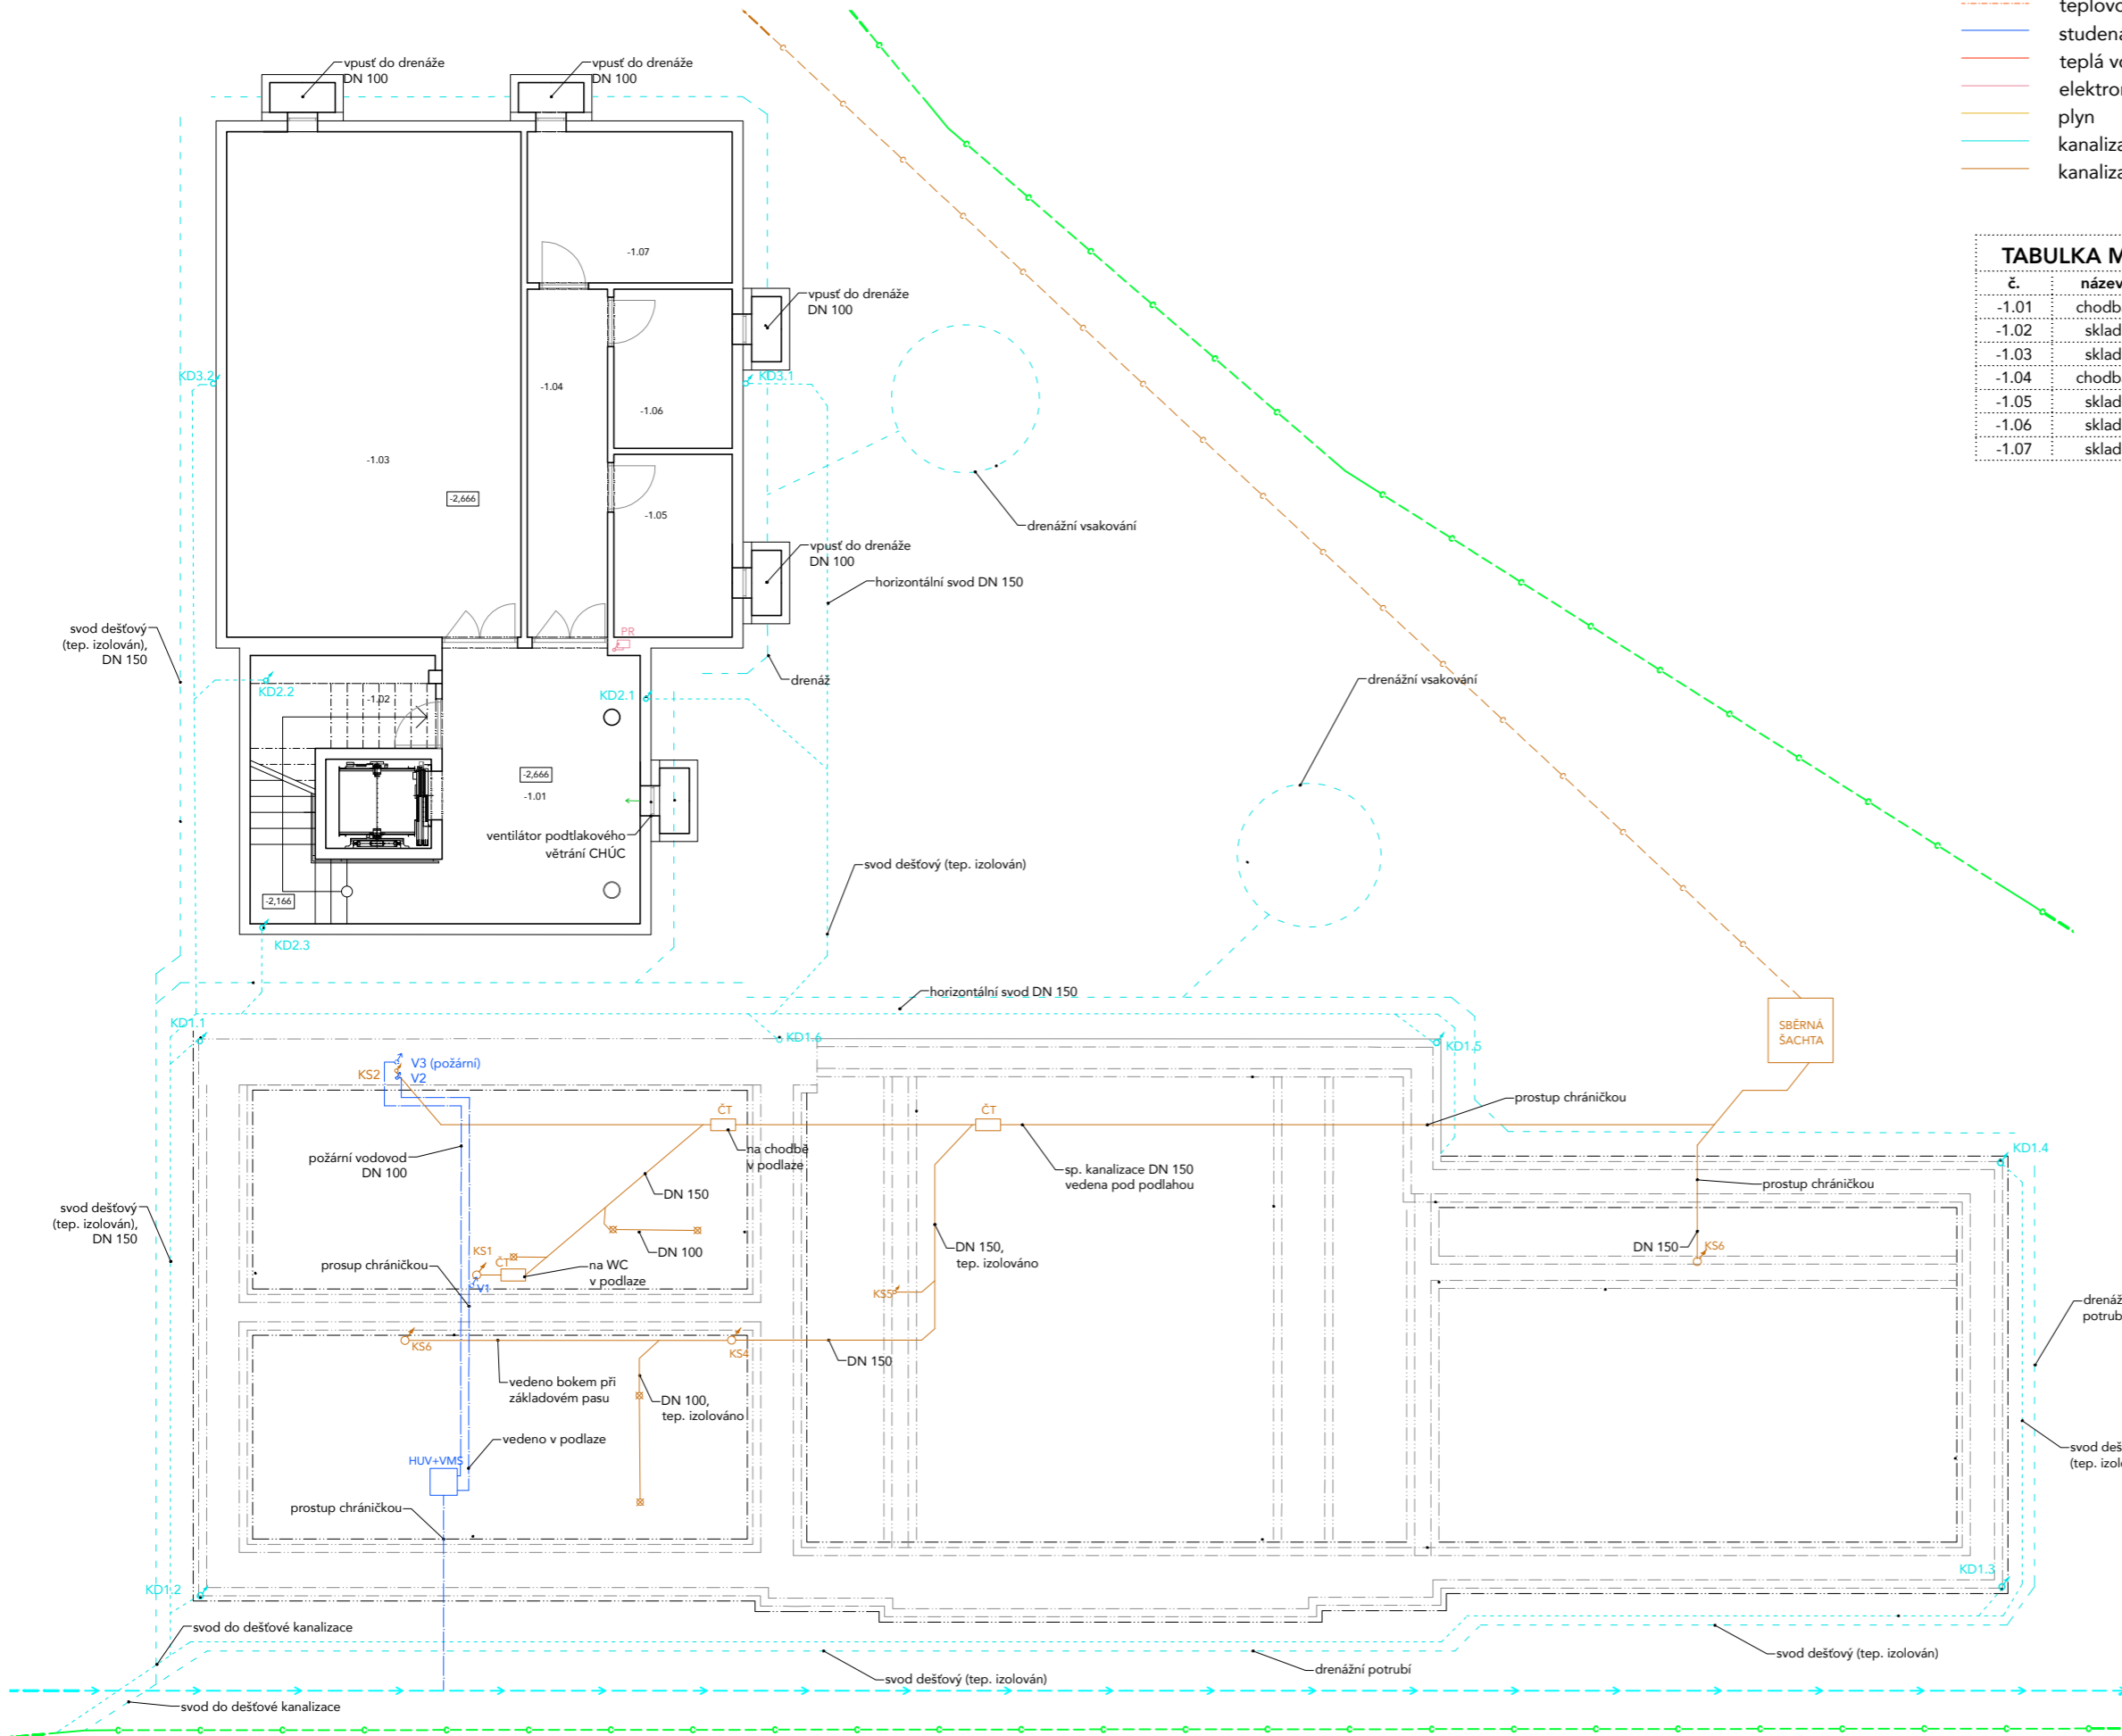 teplovo
studená
teplá vo
elektro
plyn
kanaliza
kanaliza
TABULKA M
č. název
-1.01 chodb
-1.02 sklad
-1.03 sklad
-1.04 chodb
-1.05 sklad
-1.06 sklad
-1.07 sklad
vpusť do drenáže
DN 100
vpusť do drenáže
DN 100
-1.07
vpusť do drenáže
DN 100
KD3.2
KD3.1
-1.04
-1.06
-1.03
-2,666
-1.05
drenážní vsakování
vpusť do drenáže
DN 100
horizontální svod DN 150
svod dešťový
(tep. izolován),
DN 150
PR
drenáž
drenážní vsakování
KD2.2
KD2.1
-1.02
-2,666
-1.01
ventilátor podtlakového
větrání CHÚC
svod dešťový (tep. izolován)
-2,166
KD2.3
horizontální svod DN 150
KD1.1
KD1.6
KD1.5
SBĚRNÁ
ŠACHTA
V3 (požární)
KS2
V2
ČT
ČT
prostup chráničkou
požární vodovod
DN 100
na chodbě
v podlaze
sp. kanalizace DN 150
vedena pod podlahou
KD1.4
prostup chráničkou
DN 150
svod dešťový
(tep. izolován),
DN 150
DN 100
DN 150,
tep. izolováno
DN 150
KS6
KS1
ČT
prosup chráničkou
na WC
v podlaze
V1
KS5
drenáž
potrub
KS6
KS4
DN 150
vedeno bokem při
základovém pasu
DN 100,
tep. izolováno
vedeno v podlaze
HUV+VMS
svod deš
(tep. izol
prostup chráničkou
KD1.2
KD1.3
svod do dešťové kanalizace
svod dešťový (tep. izolován)
drenážní potrubí
svod dešťový (tep. izolován)
svod do dešťové kanalizace